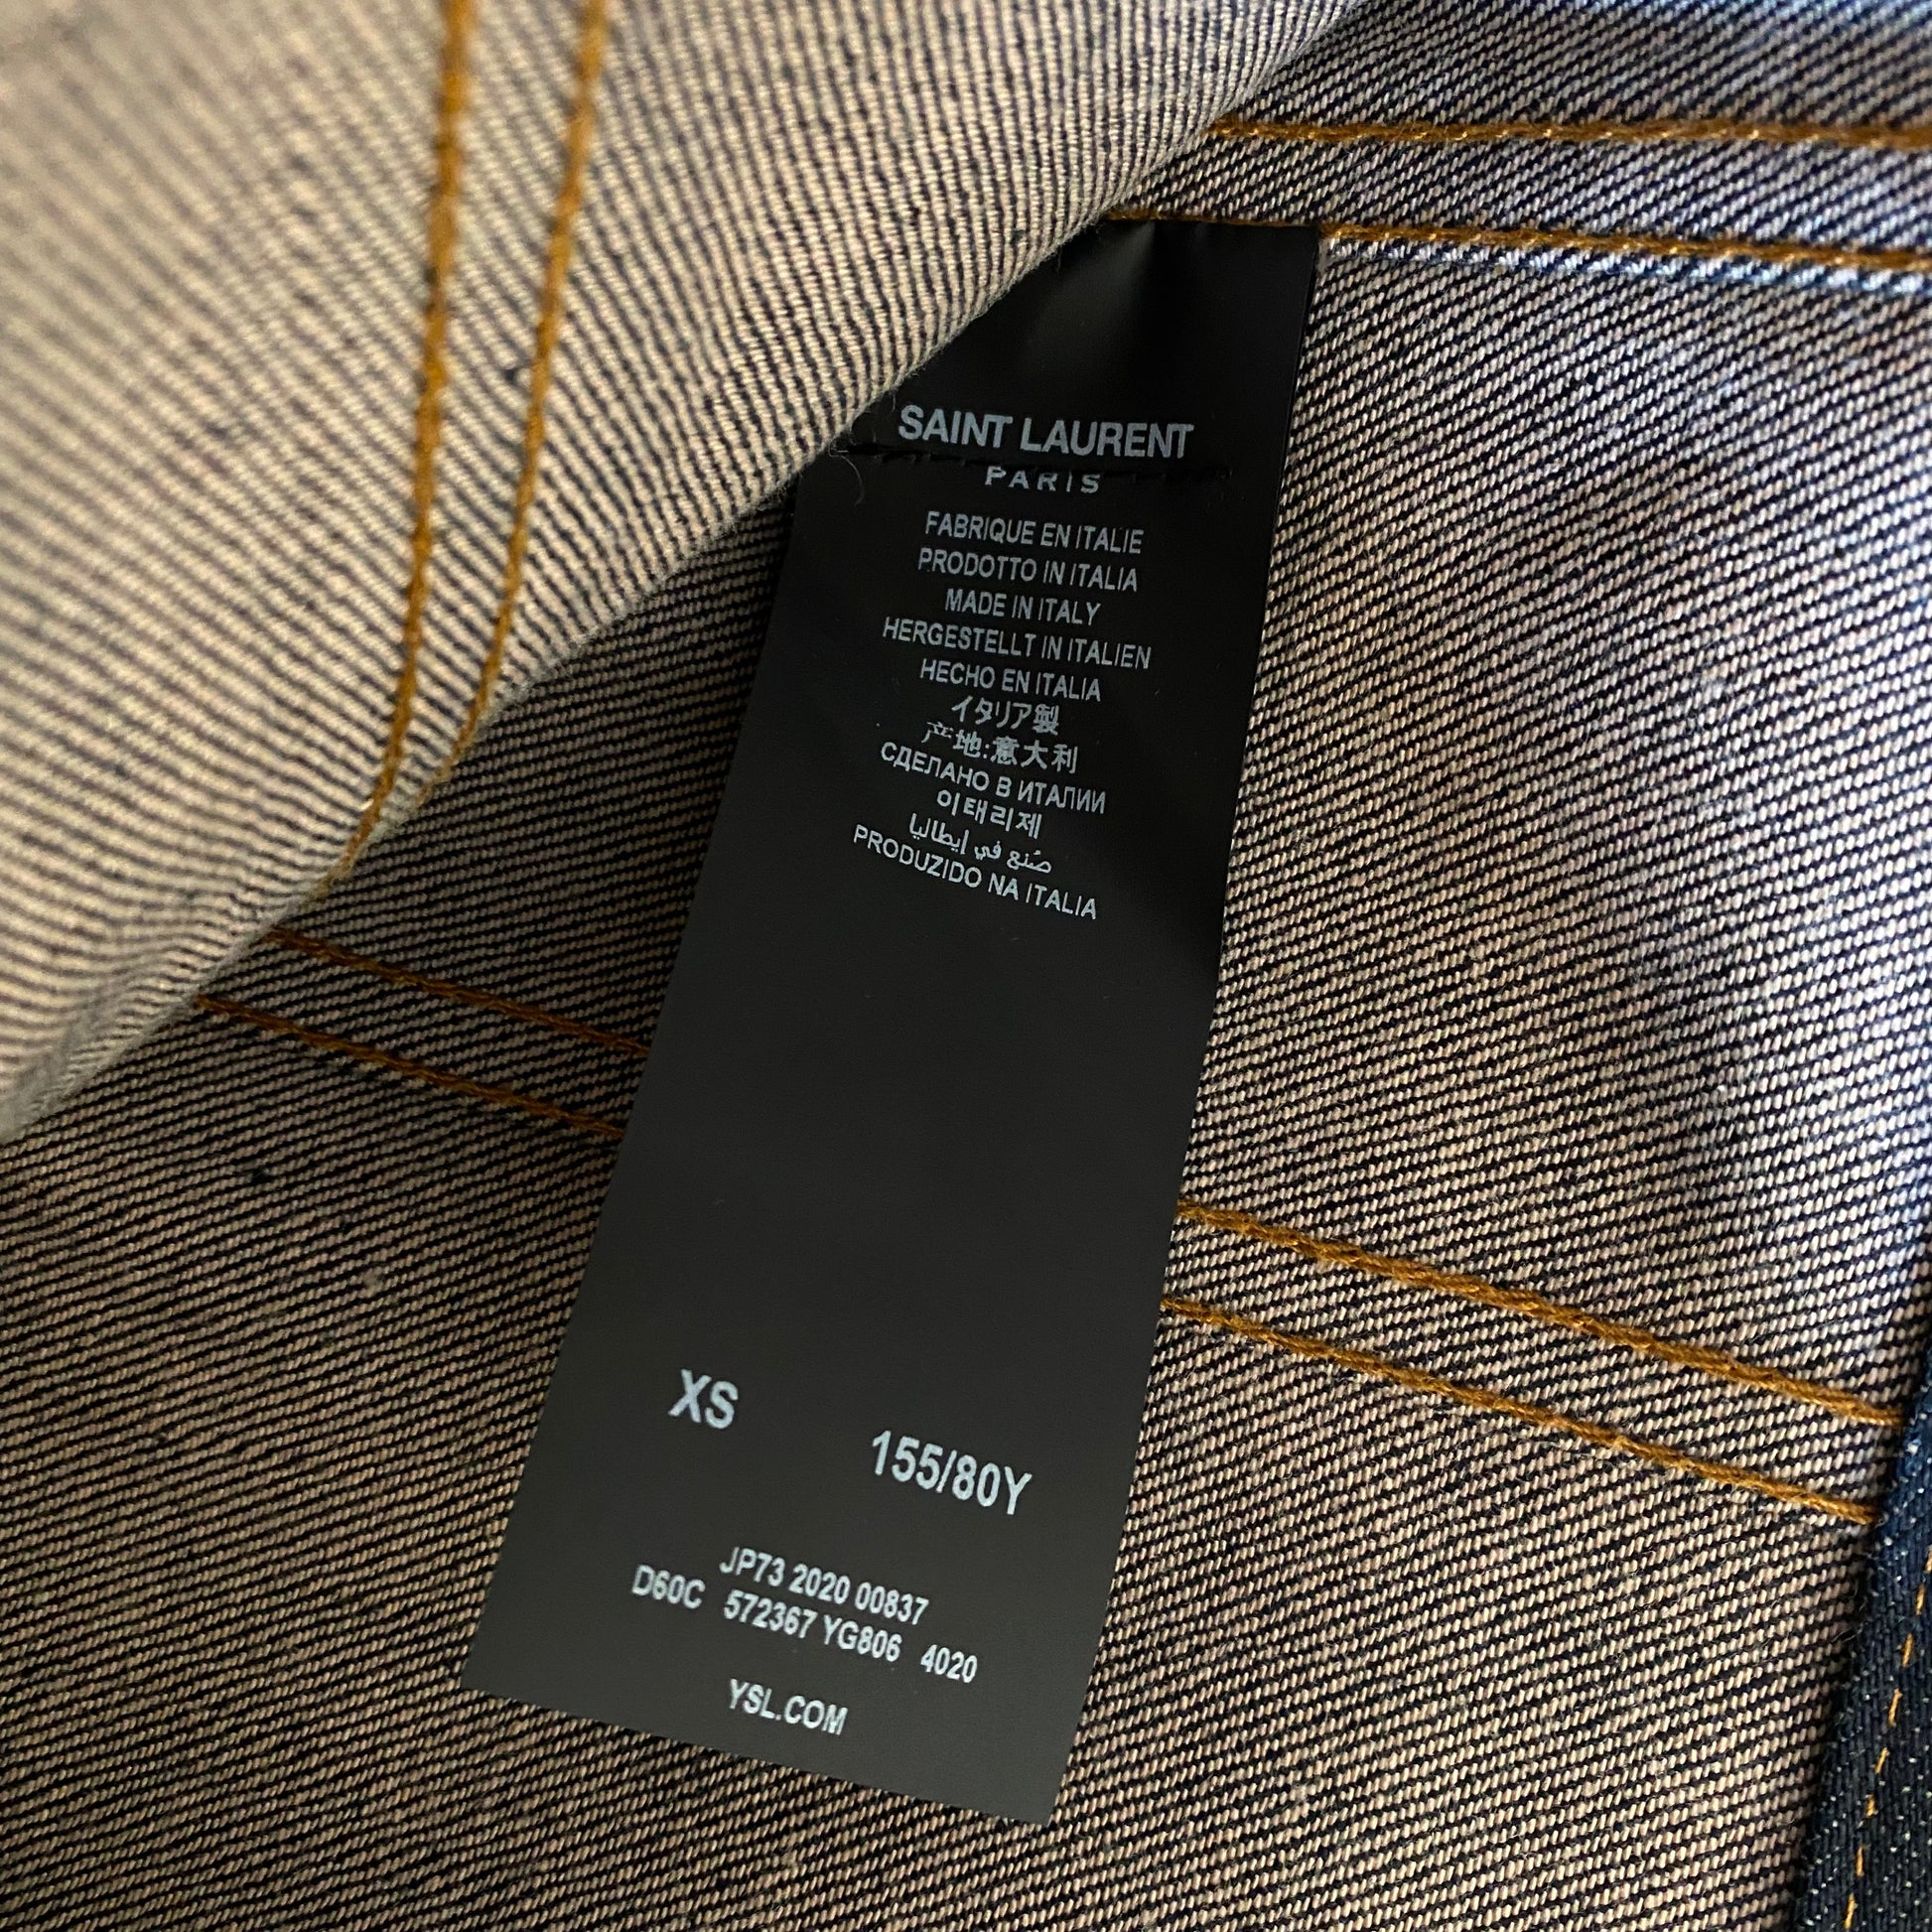 SAINT LAURENT
PARIS
FABRIQUE EN ITALIE
PRODOTTO IN ITALIA
MADE IN ITALY
HERGESTELLT IN ITALIEN
HECHO EN ITALIA
イタリア製
产地:意大利
СДЕЛАНО В ИТАЛИИ
이태리제
صُنع في إيطاليا
PRODUZIDO NA ITALIA
XS 155/80Y
JP73 2020 00837
D60C 572367 YG806 4020
YSL.COM